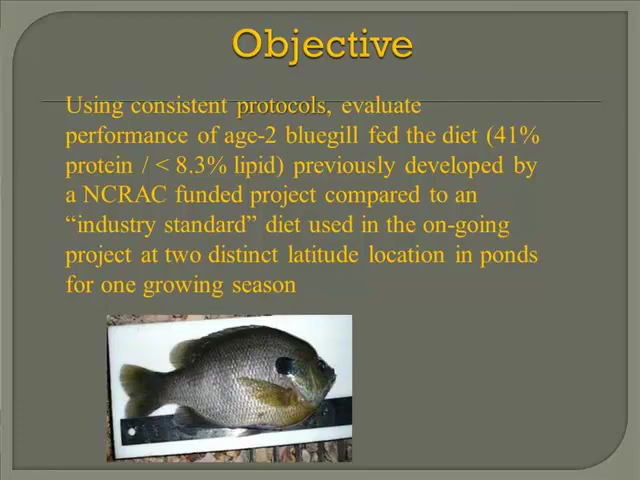 Objective
Using consistent protocols, evaluate
performance of age-2 bluegill fed the diet (41%
protein / < 8.3% lipid) previously developed by
a NCRAC funded project compared to an
“industry standard” diet used in the on-going
project at two distinct latitude location in ponds
for one growing season